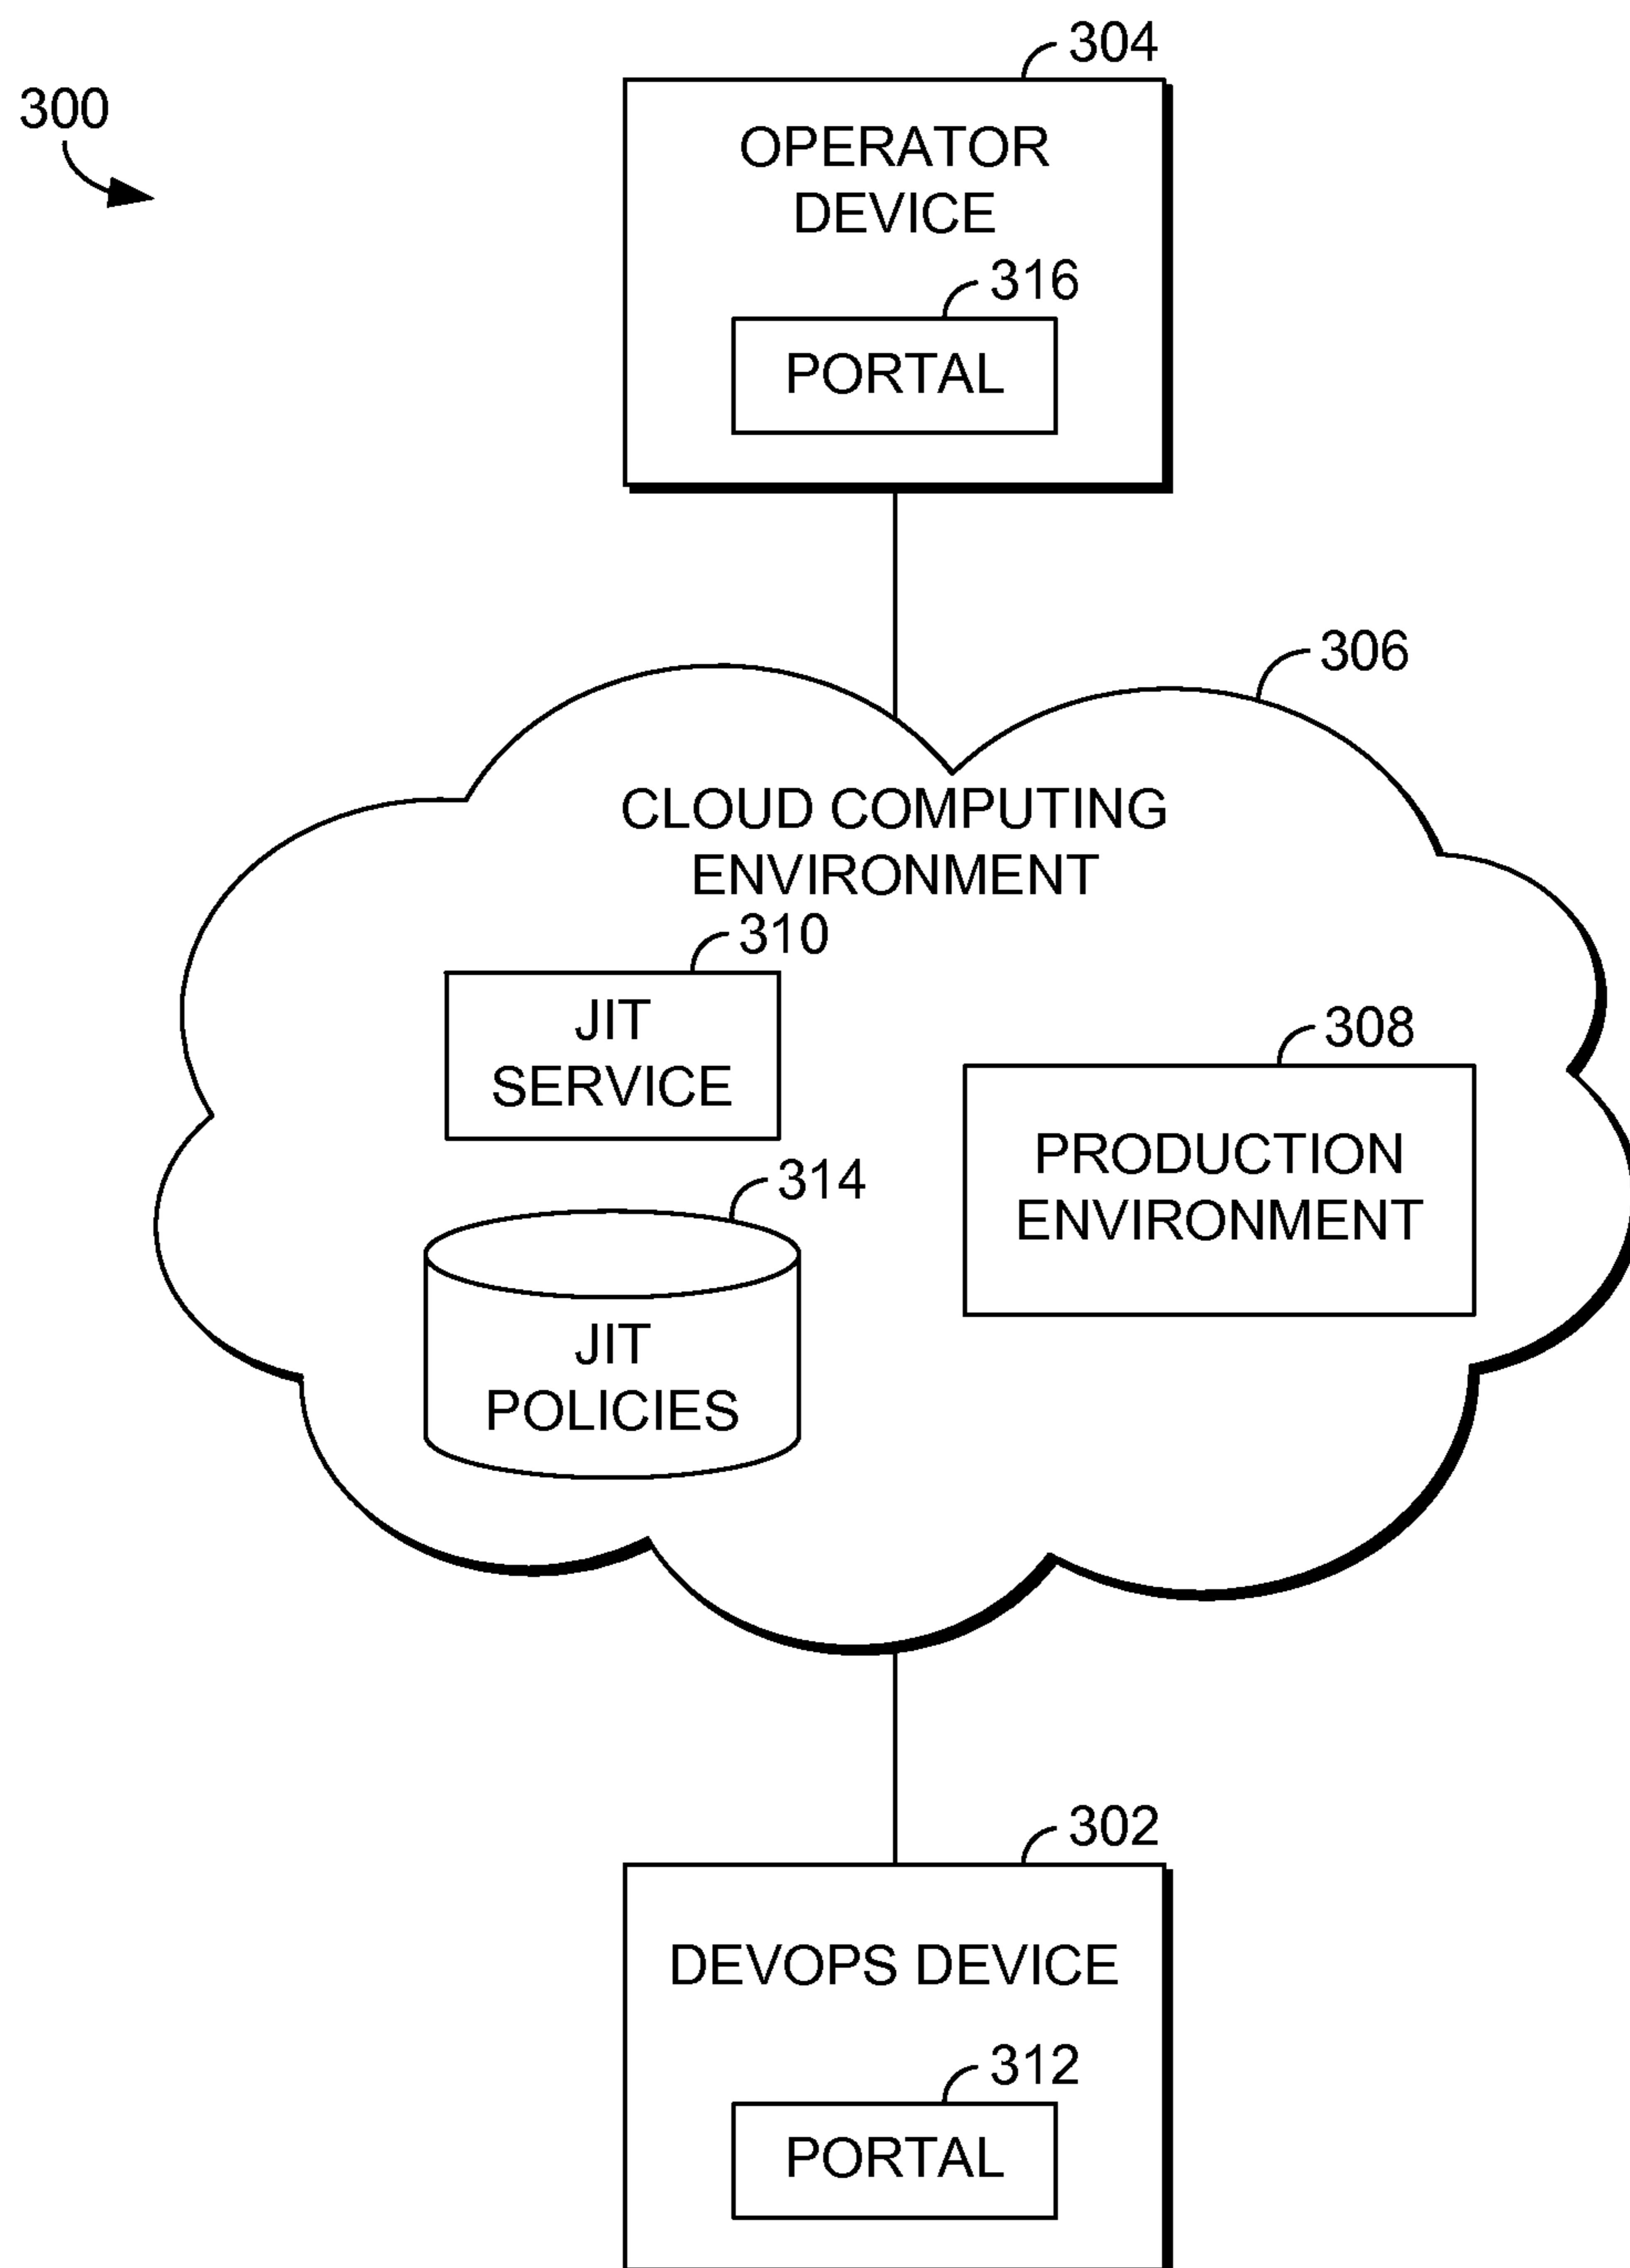 304
300
OPERATOR
DEVICE
316
PORTAL
306
CLOUD COMPUTING
ENVIRONMENT
310
JIT
SERVICE
308
PRODUCTION
ENVIRONMENT
314
JIT
POLICIES
302
DEVOPS DEVICE
312
PORTAL